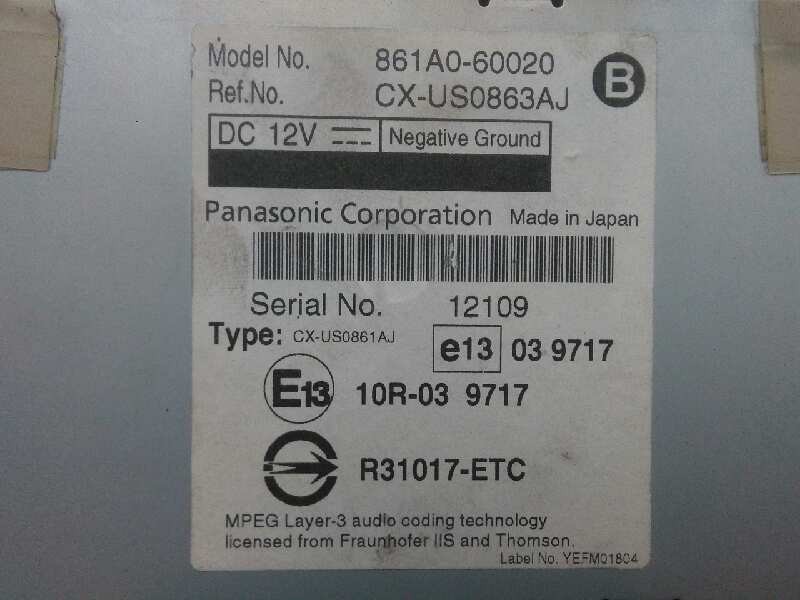 Model No. 861A0-60020
Ref.No. CX-US0863AJ
B
DC 12V Negative Ground
Panasonic Corporation Made in Japan
Serial No. 12109
Type: CX-US0861AJ e13 03 9717
E13 10R-03 9717
R31017-ETC
MPEG Layer-3 audio coding technology
licensed from Fraunhofer IIS and Thomson.
Label No. YEFM01804